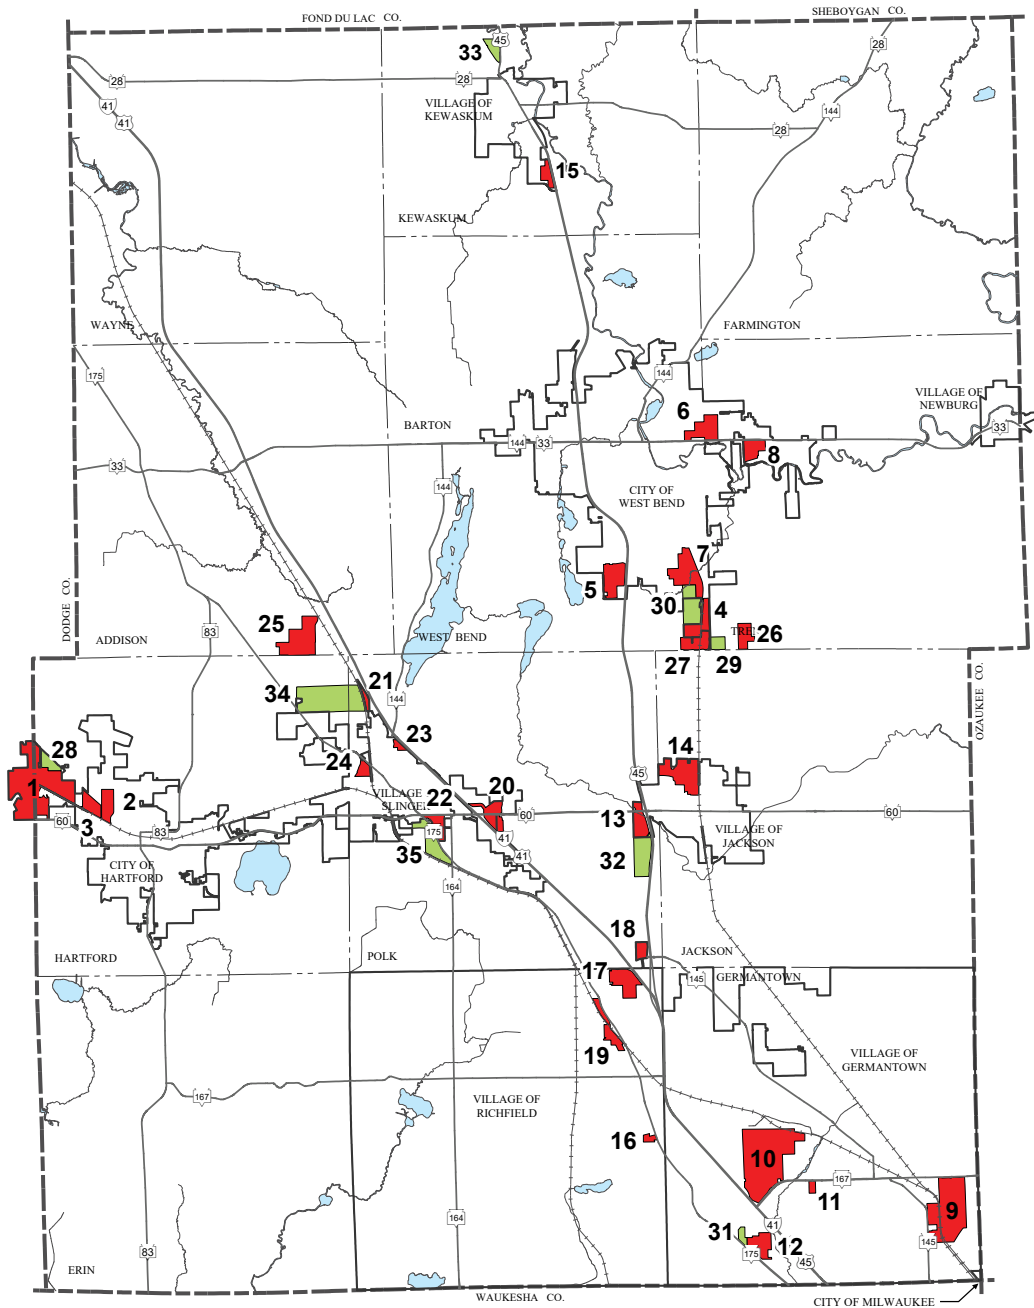 SHEBOYGAN CO.
FOND DU LAC CO.
45
33
28
28
28
41
41
VILLAGE OF
KEWASKUM
144
28
15
KEWASKUM
WAYNE
FARMINGTON
175
144
VILLAGE OF
NEWBURG
6
BARTON
33
144
33
8
33
144
CITY OF
WEST BEND
7
5
30
4
DODGE CO.
25
83
ADDISON
WEST BEND
TRE
26
27
29
21
34
144
OZAUKEE CO.
23
28
24
14
45
1
2
VILLAGE
SLINGER
22
20
60
13
60
3
60
83
175
41
VILLAGE OF
JACKSON
35
41
32
CITY OF
HARTFORD
164
18
HARTFORD
POLK
JACKSON
17
145
GERMANTOWN
19
VILLAGE OF
GERMANTOWN
167
VILLAGE OF
RICHFIELD
16
10
167
11
9
164
31
41
12
145
83
175
45
ERIN
WAUKESHA CO.
CITY OF MILWAUKEE